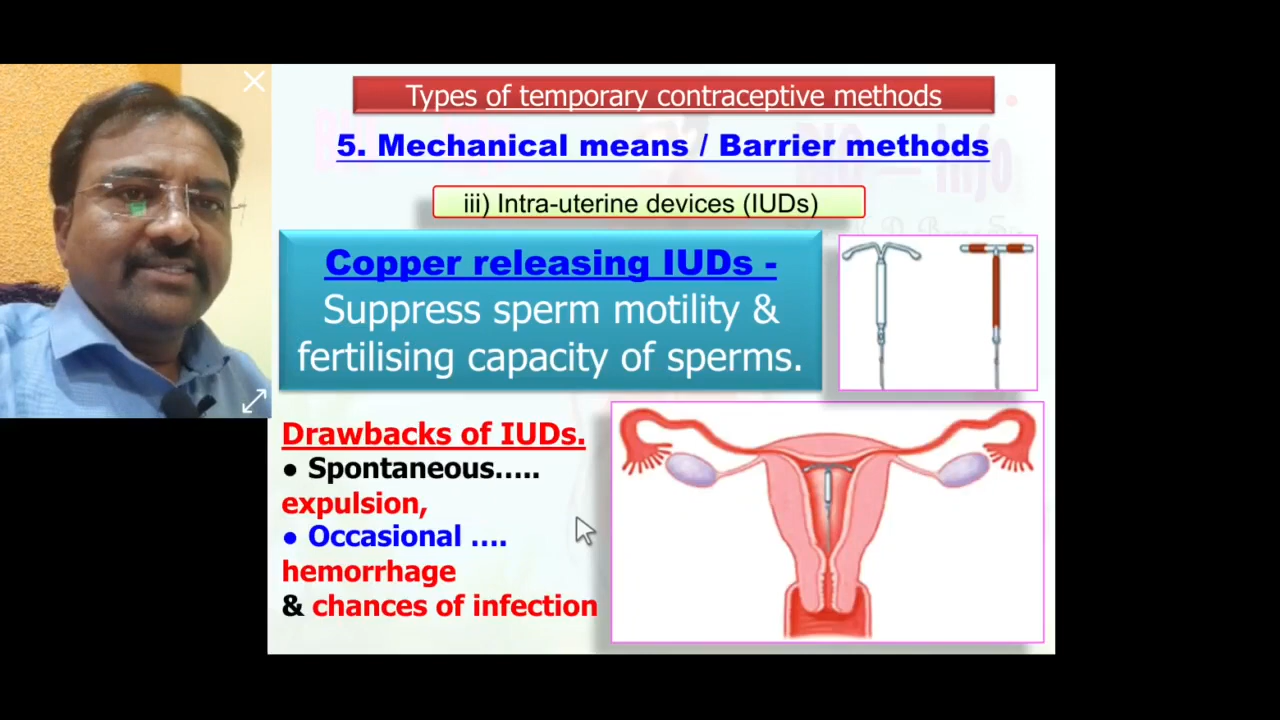 Types of temporary contraceptive methods
5. Mechanical means / Barrier methods
iii) Intra-uterine devices (IUDs)
Copper releasing IUDs -
Suppress sperm motility &
fertilising capacity of sperms.
Drawbacks of IUDs.
● Spontaneous.....
expulsion,
● Occasional ....
hemorrhage
& chances of infection